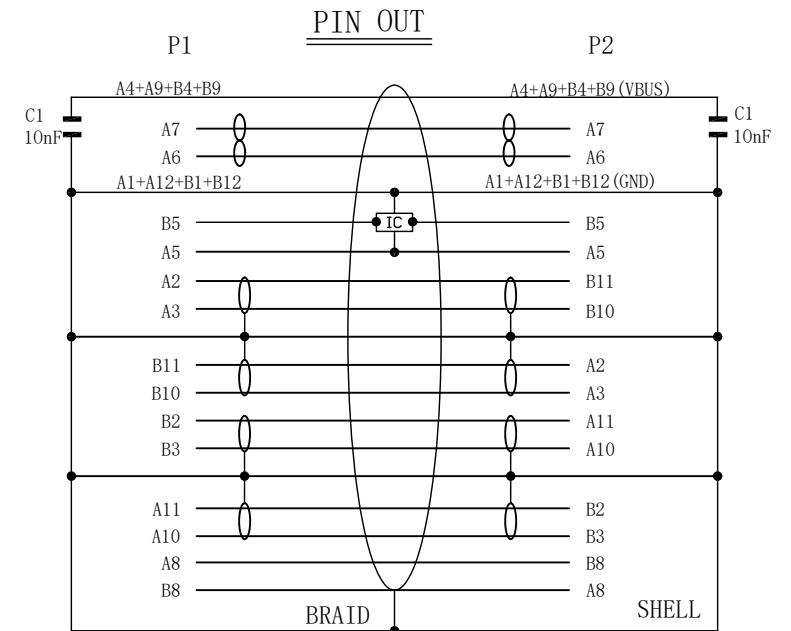 PIN OUT
P1
P2
A4+A9+B4+B9
A4+A9+B4+B9(VBUS)
C1
10nF
C1
10nF
A7
A7
A6
A6
A1+A12+B1+B12
A1+A12+B1+B12(GND)
B5
IC
B5
A5
A5
A2
B11
A3
B10
B11
A2
B10
A3
B2
A11
B3
A10
A11
B2
A10
B3
A8
B8
B8
A8
BRAID
SHELL